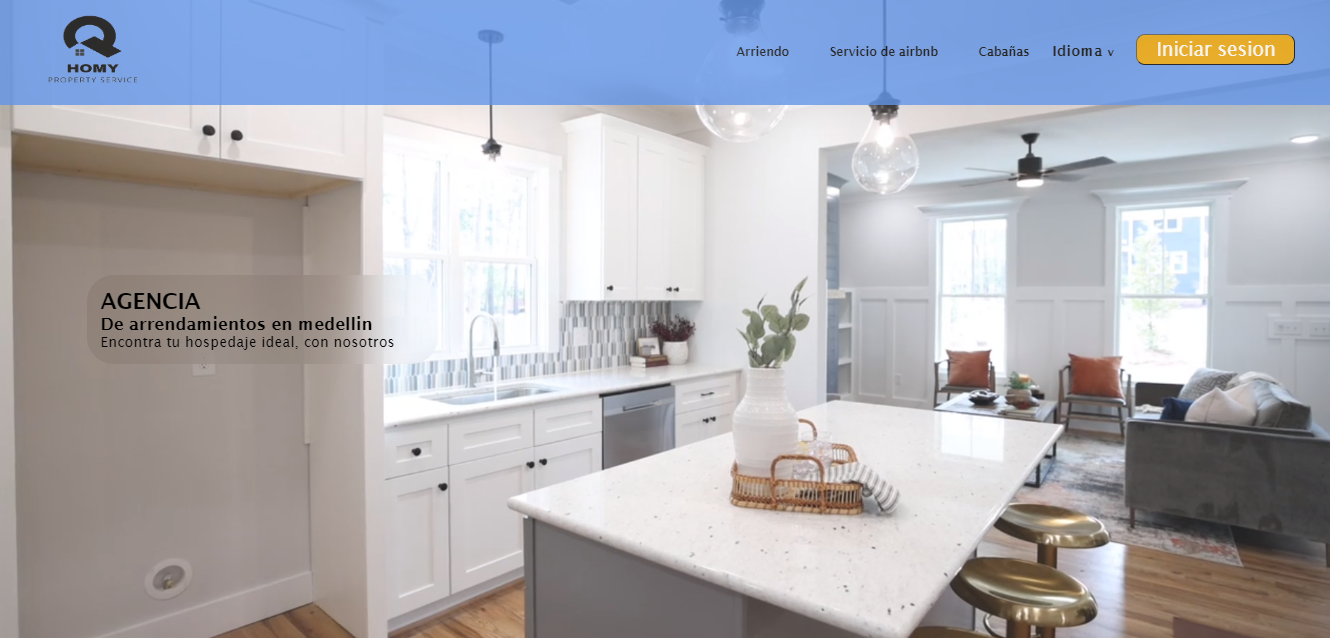 HOMY
PROPERTY SERVICE
Arriendo
Servicio de airbnb
Cabañas
Idioma v
Iniciar sesion
AGENCIA
De arrendamientos en medellin
Encontra tu hospedaje ideal, con nosotros